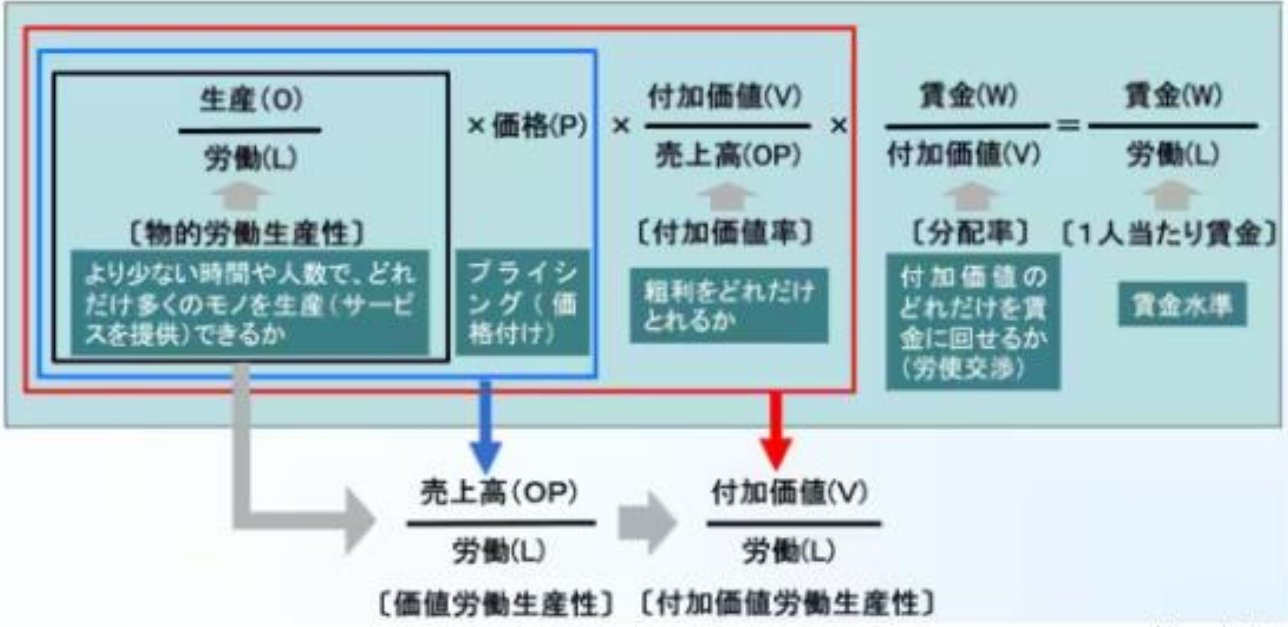 生産(O)
労働(L)
×価格(P)
×
付加価値(V)
売上高(OP)
×
賃金(W)
付加価値(V)
=
賃金(W)
労働(L)
〔物的労働生産性〕
〔付加価値率〕
〔分配率〕
〔1人当たり賃金〕
より少ない時間や人数で、どれ
だけ多くのモノを生産(サービ
スを提供)できるか
プライシ
ング(価
格付け)
粗利をどれだけ
とれるか
付加価値の
どれだけを賃
金に回せるか
(労使交渉)
賃金水準
売上高(OP)
労働(L)
〔価値労働生産性〕
付加価値(V)
労働(L)
〔付加価値労働生産性〕